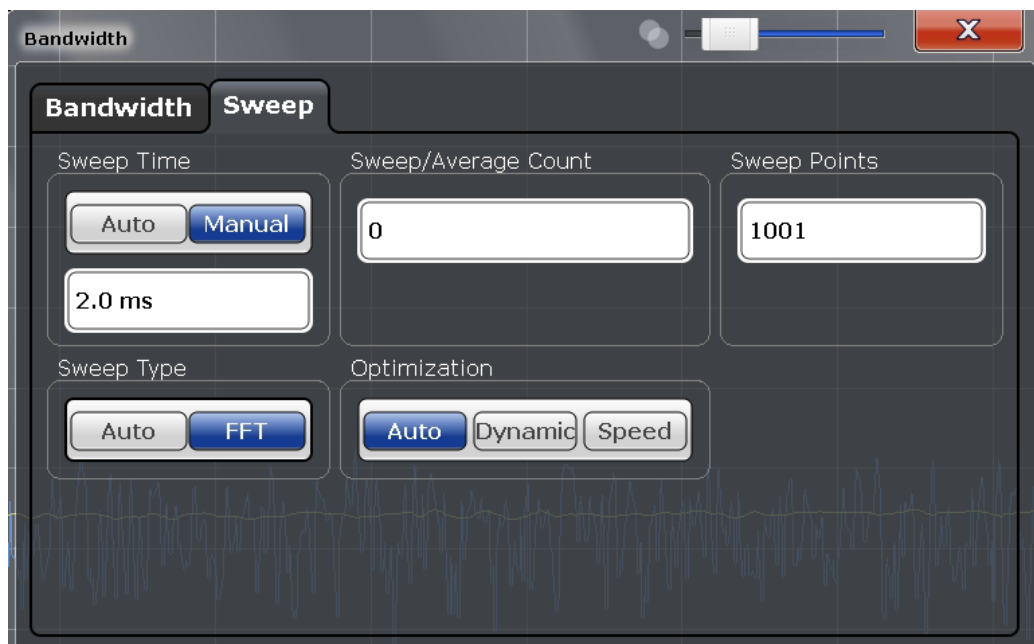 Bandwidth
X
Bandwidth Sweep
Sweep Time
Auto Manual
2.0 ms
Sweep/Average Count
0
Sweep Points
1001
Sweep Type
Auto FFT
Optimization
Auto Dynamic Speed